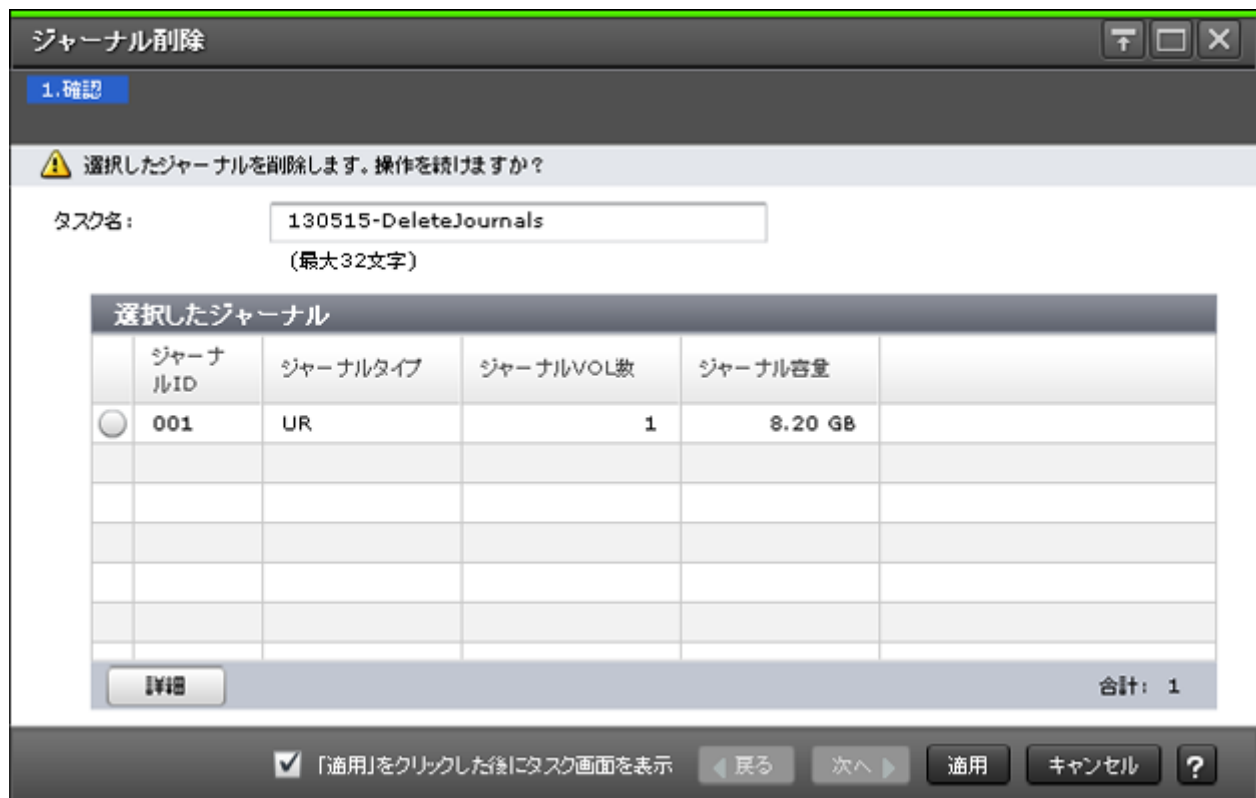 ジャーナル削除
1.確認
選択したジャーナルを削除します。操作を続けますか?
タスク名: 130515-DeleteJournals
(最大32文字)
選択したジャーナル
ジャーナルID ジャーナルタイプ ジャーナルVOL数 ジャーナル容量
001 UR 1 8.20 GB
詳細 合計: 1
「適用」をクリックした後にタスク画面を表示 戻る 次へ 適用 キャンセル ?